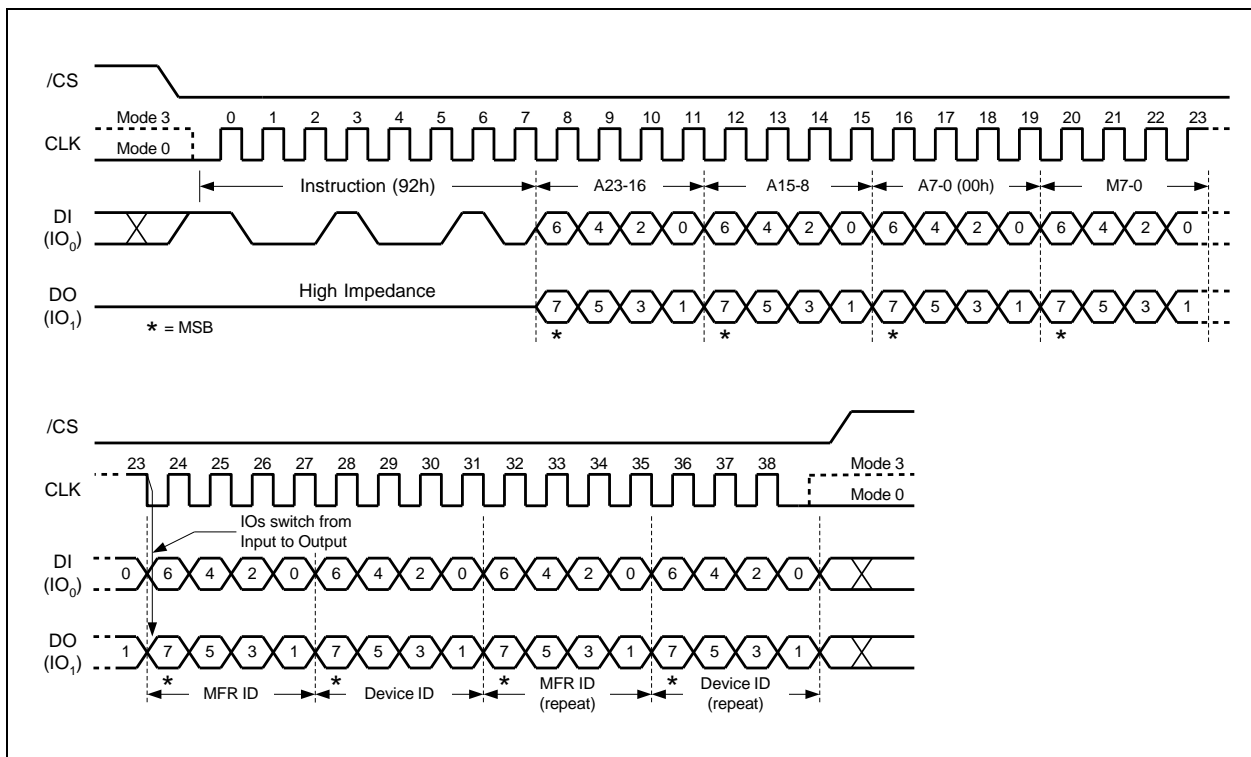 /CS
Mode 3
0 1 2 3 4 5 6 7 8 9 10 11 12 13 14 15 16 17 18 19 20 21 22 23
CLK
Mode 0
Instruction (92h) A23-16 A15-8 A7-0 (00h) M7-0
DI
(IO0)
6 4 2 0 6 4 2 0 6 4 2 0 6 4 2 0
High Impedance
DO
(IO1)
7 5 3 1 7 5 3 1 7 5 3 1 7 5 3 1
* = MSB
* * * *
/CS
23 24 25 26 27 28 29 30 31 32 33 34 35 36 37 38
Mode 3
CLK
Mode 0
IOs switch from
Input to Output
DI
(IO0)
0 6 4 2 0 6 4 2 0 6 4 2 0 6 4 2 0
DO
(IO1)
1 7 5 3 1 7 5 3 1 7 5 3 1 7 5 3 1
* * * *
MFR ID Device ID MFR ID
(repeat)
Device ID
(repeat)